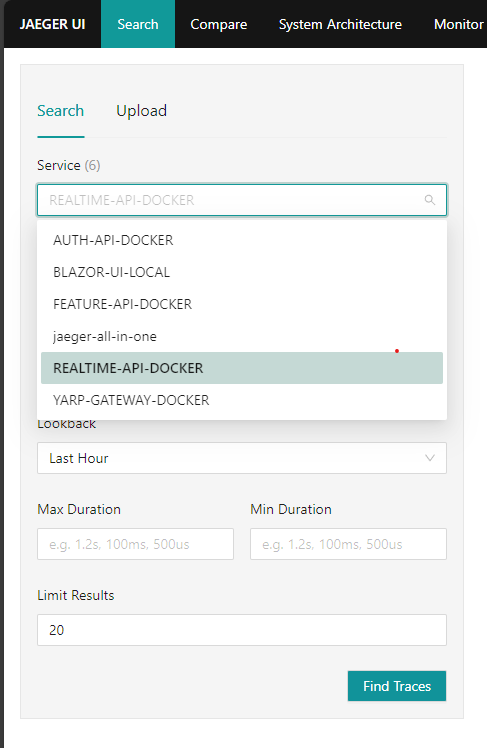 JAEGER UI Search Compare System Architecture Monitor
Search Upload
Service (6)
REALTIME-API-DOCKER
AUTH-API-DOCKER
BLAZOR-UI-LOCAL
FEATURE-API-DOCKER
jaeger-all-in-one
REALTIME-API-DOCKER
YARP-GATEWAY-DOCKER
Lookback
Last Hour
Max Duration Min Duration
e.g. 1.2s, 100ms, 500us e.g. 1.2s, 100ms, 500us
Limit Results
20
Find Traces